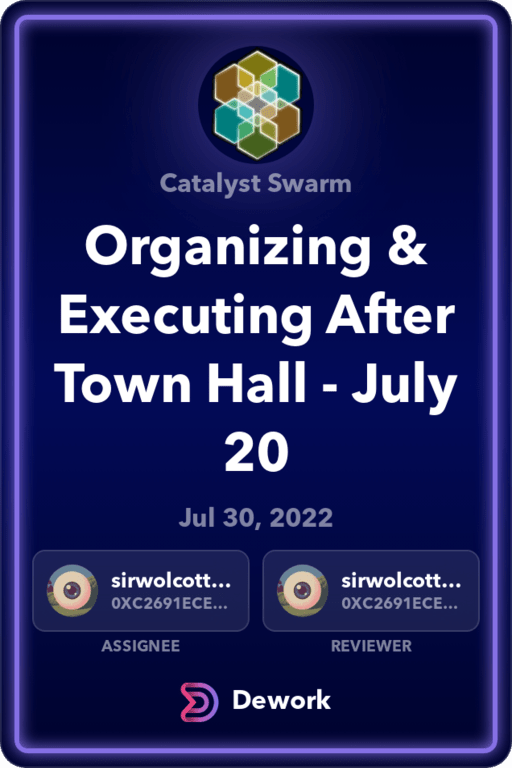 Catalyst Swarm
Organizing &
Executing After
Town Hall - July
20
Jul 30, 2022
sirwolcott...
0XC2691ECE...
sirwolcott...
0XC2691ECE...
ASSIGNEE
REVIEWER
Dework